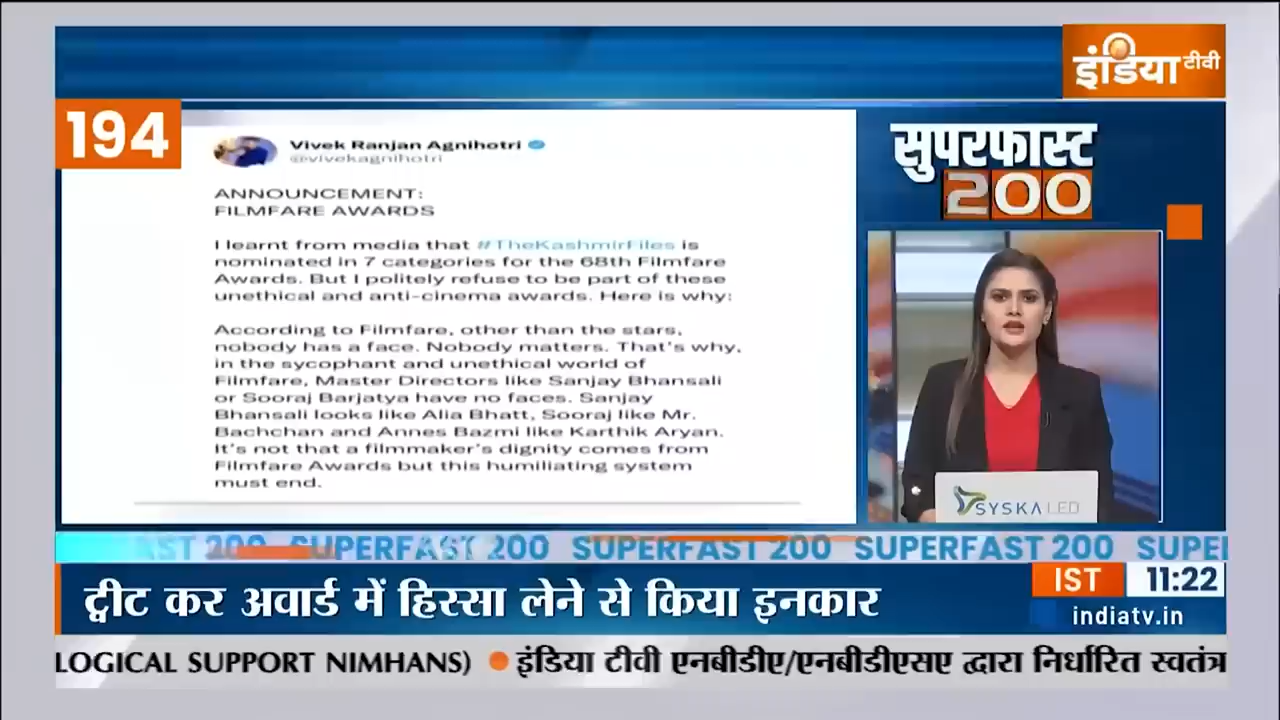 इंडिया टीवी
194
सुपरफास्ट
200
Vivek Ranjan Agnihotri
@vivekagnihotri
ANNOUNCEMENT:
FILMFARE AWARDS
I learnt from media that #TheKashmirFiles is
nominated in 7 categories for the 68th Filmfare
Awards. But I politely refuse to be part of these
unethical and anti-cinema awards. Here is why:
According to Filmfare, other than the stars,
nobody has a face. Nobody matters. That's why,
in the sycophant and unethical world of
Filmfare, Master Directors like Sanjay Bhansali
or Sooraj Barjatya have no faces. Sanjay
Bhansali looks like Alia Bhatt, Sooraj like Mr.
Bachchan and Annes Bazmi like Karthik Aryan.
It's not that a filmmaker's dignity comes from
Filmfare Awards but this humiliating system
must end.
SYSKA LED
AST 200 SUPERFAST 200 SUPERFAST 200 SUPERFAST 200 SUPE
ट्वीट कर अवार्ड में हिस्सा लेने से किया इनकार
IST 11:22
indiatv.in
LOGICAL SUPPORT NIMHANS) इंडिया टीवी एनबीडीए/एनबीडीएसए द्वारा निर्धारित स्वतंत्र